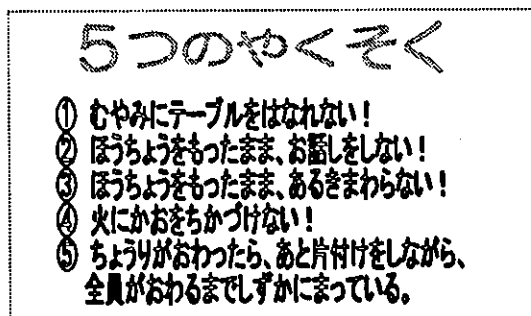 5つのやくそく
① むやみにテーブルをはなれない!
② ほうちょうをもったまま、お話しをしない!
③ ほうちょうをもったまま、あるきまわらない!
④ 火にかおをちかづけない!
⑤ ちょうりがおわったら、あと片付けをしながら、
全員がおわるまでしずかにまっている。